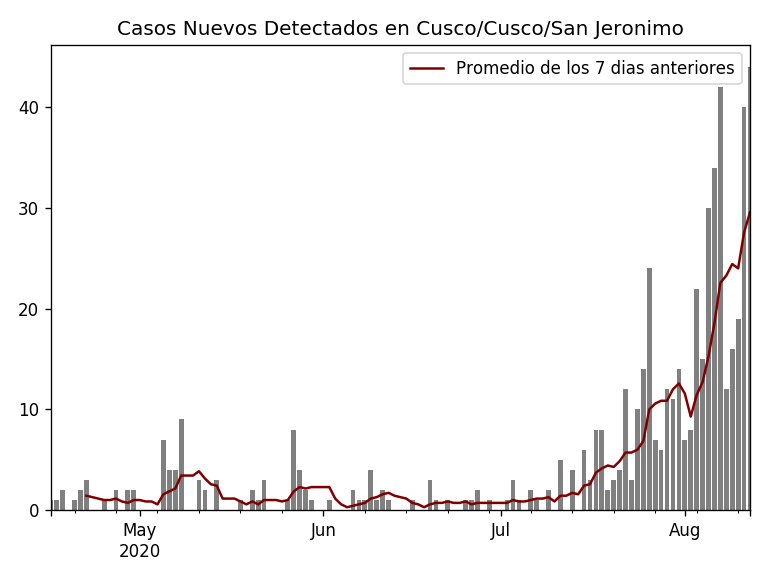 Casos Nuevos Detectados en Cusco/Cusco/San Jeronimo
Promedio de los 7 dias anteriores
40
30
20
10
0
May
2020
Jun
Jul
Aug